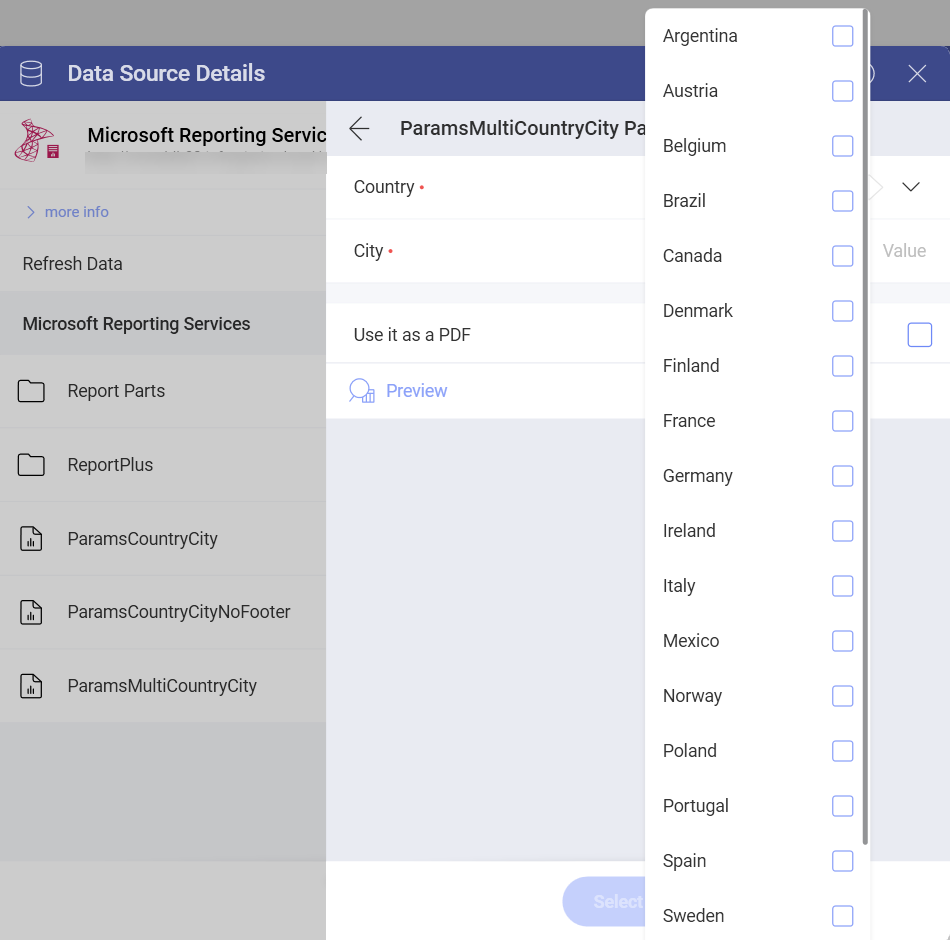 Data Source Details
Microsoft Reporting Servic
more info
Refresh Data
Microsoft Reporting Services
Report Parts
ReportPlus
ParamsCountryCity
ParamsCountryCityNoFooter
ParamsMultiCountryCity
ParamsMultiCountryCity Pa
Country •
City •
Value
Use it as a PDF
Preview
Select
Argentina
Austria
Belgium
Brazil
Canada
Denmark
Finland
France
Germany
Ireland
Italy
Mexico
Norway
Poland
Portugal
Spain
Sweden